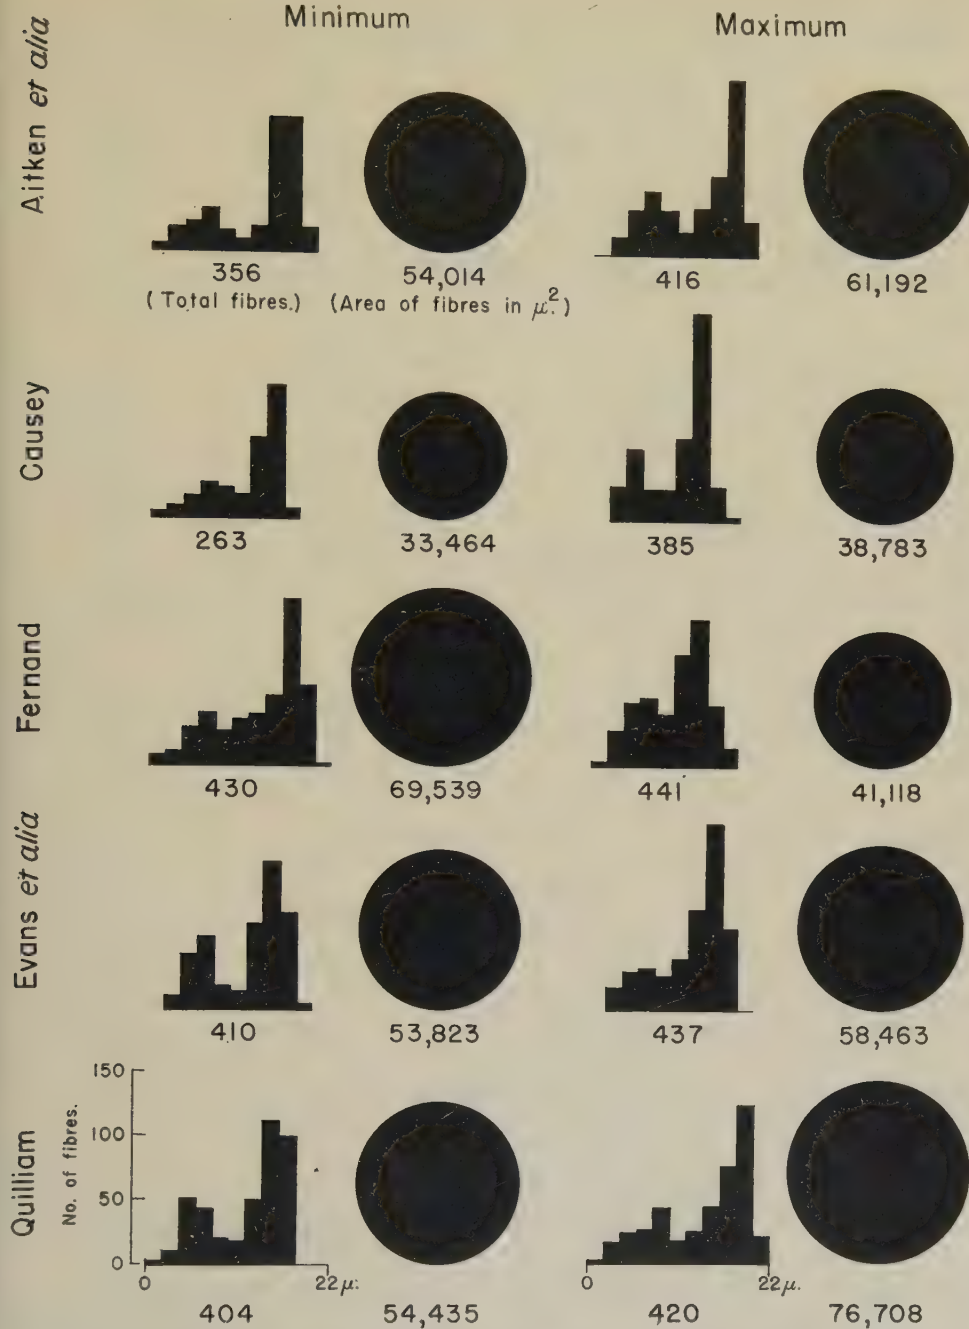 Minimum Maximum
Aitken et alia
356 54,014 416 61,192
(Total fibres.) (Area of fibres in µ².)
Causey
263 33,464 385 38,783
Fernand
430 69,539 441 41,118
Evans et alia
410 53,823 437 58,463
Quilliam
No. of fibres.
150
100
50
0
0 22µ. 0 22µ.
404 54,435 420 76,708